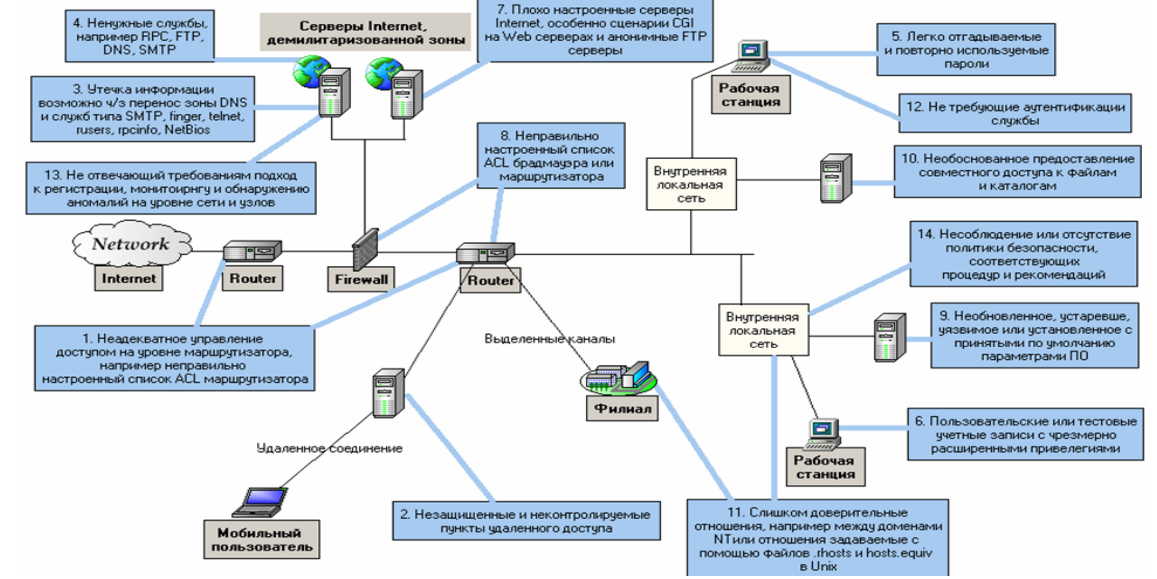 4. Ненужные службы,
например RPC, FTP,
DNS, SMTP
Серверы Internet,
демилитаризованной зоны
7. Плохо настроенные серверы
Internet, особенно сценарии CGI
на Web серверах и анонимные FTP
серверы
5. Легко отгадываемые
и повторно используемые
пароли
3. Утечка информации
возможно ч/з перенос зоны DNS
и служб типа SMTP, finger, telnet,
rusers, rpcinfo, NetBios
Рабочая
станция
12. Не требующие аутентификации
службы
8. Неправильно
настроенный список
ACL брадмауэра или
маршрутизатора
13. Не отвечающий требованиям подход
к регистрации, монитоирнгу и обнаружению
аномалий на уровне сети и узлов
Внутренняя
локальная
сеть
10. Необоснованное предоставление
совместного доступа к файлам
и каталогам
Network
Internet
Router
Firewall
Router
14. Несоблюдение или отсутствие
политики безопасности,
соответствующих
процедур и рекомендаций
1. Неадекватное управление
доступом на уровне маршрутизатора,
например неправильно
настроенный список ACL маршрутизатора
Выделенные каналы
Внутренняя
локальная
сеть
9. Необновленное, устаревше,
уязвимое или установленное с
принятыми по умолчанию
параметрами ПО
Филиал
6. Пользовательские или тестовые
учетные записи с чрезмерно
расширенными привелегиями
Удаленное соединение
Рабочая
станция
Мобильный
пользователь
2. Незащищенные и неконтролируемые
пункты удаленного доступа
11. Слишком доверительные
отношения, например между доменами
NT или отношения задаваемые с
помощью файлов .rhosts и hosts.equiv
в Unix